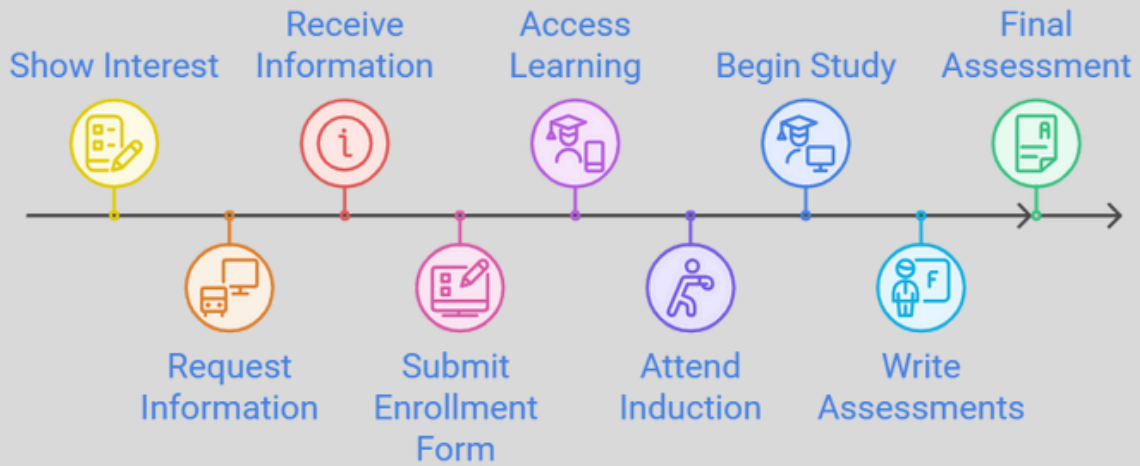 Show Interest
Request
Information
Receive
Information
i
Submit
Enrollment
Form
Access
Learning
Attend
Induction
Begin Study
Write
Assessments
F
Final
Assessment
A